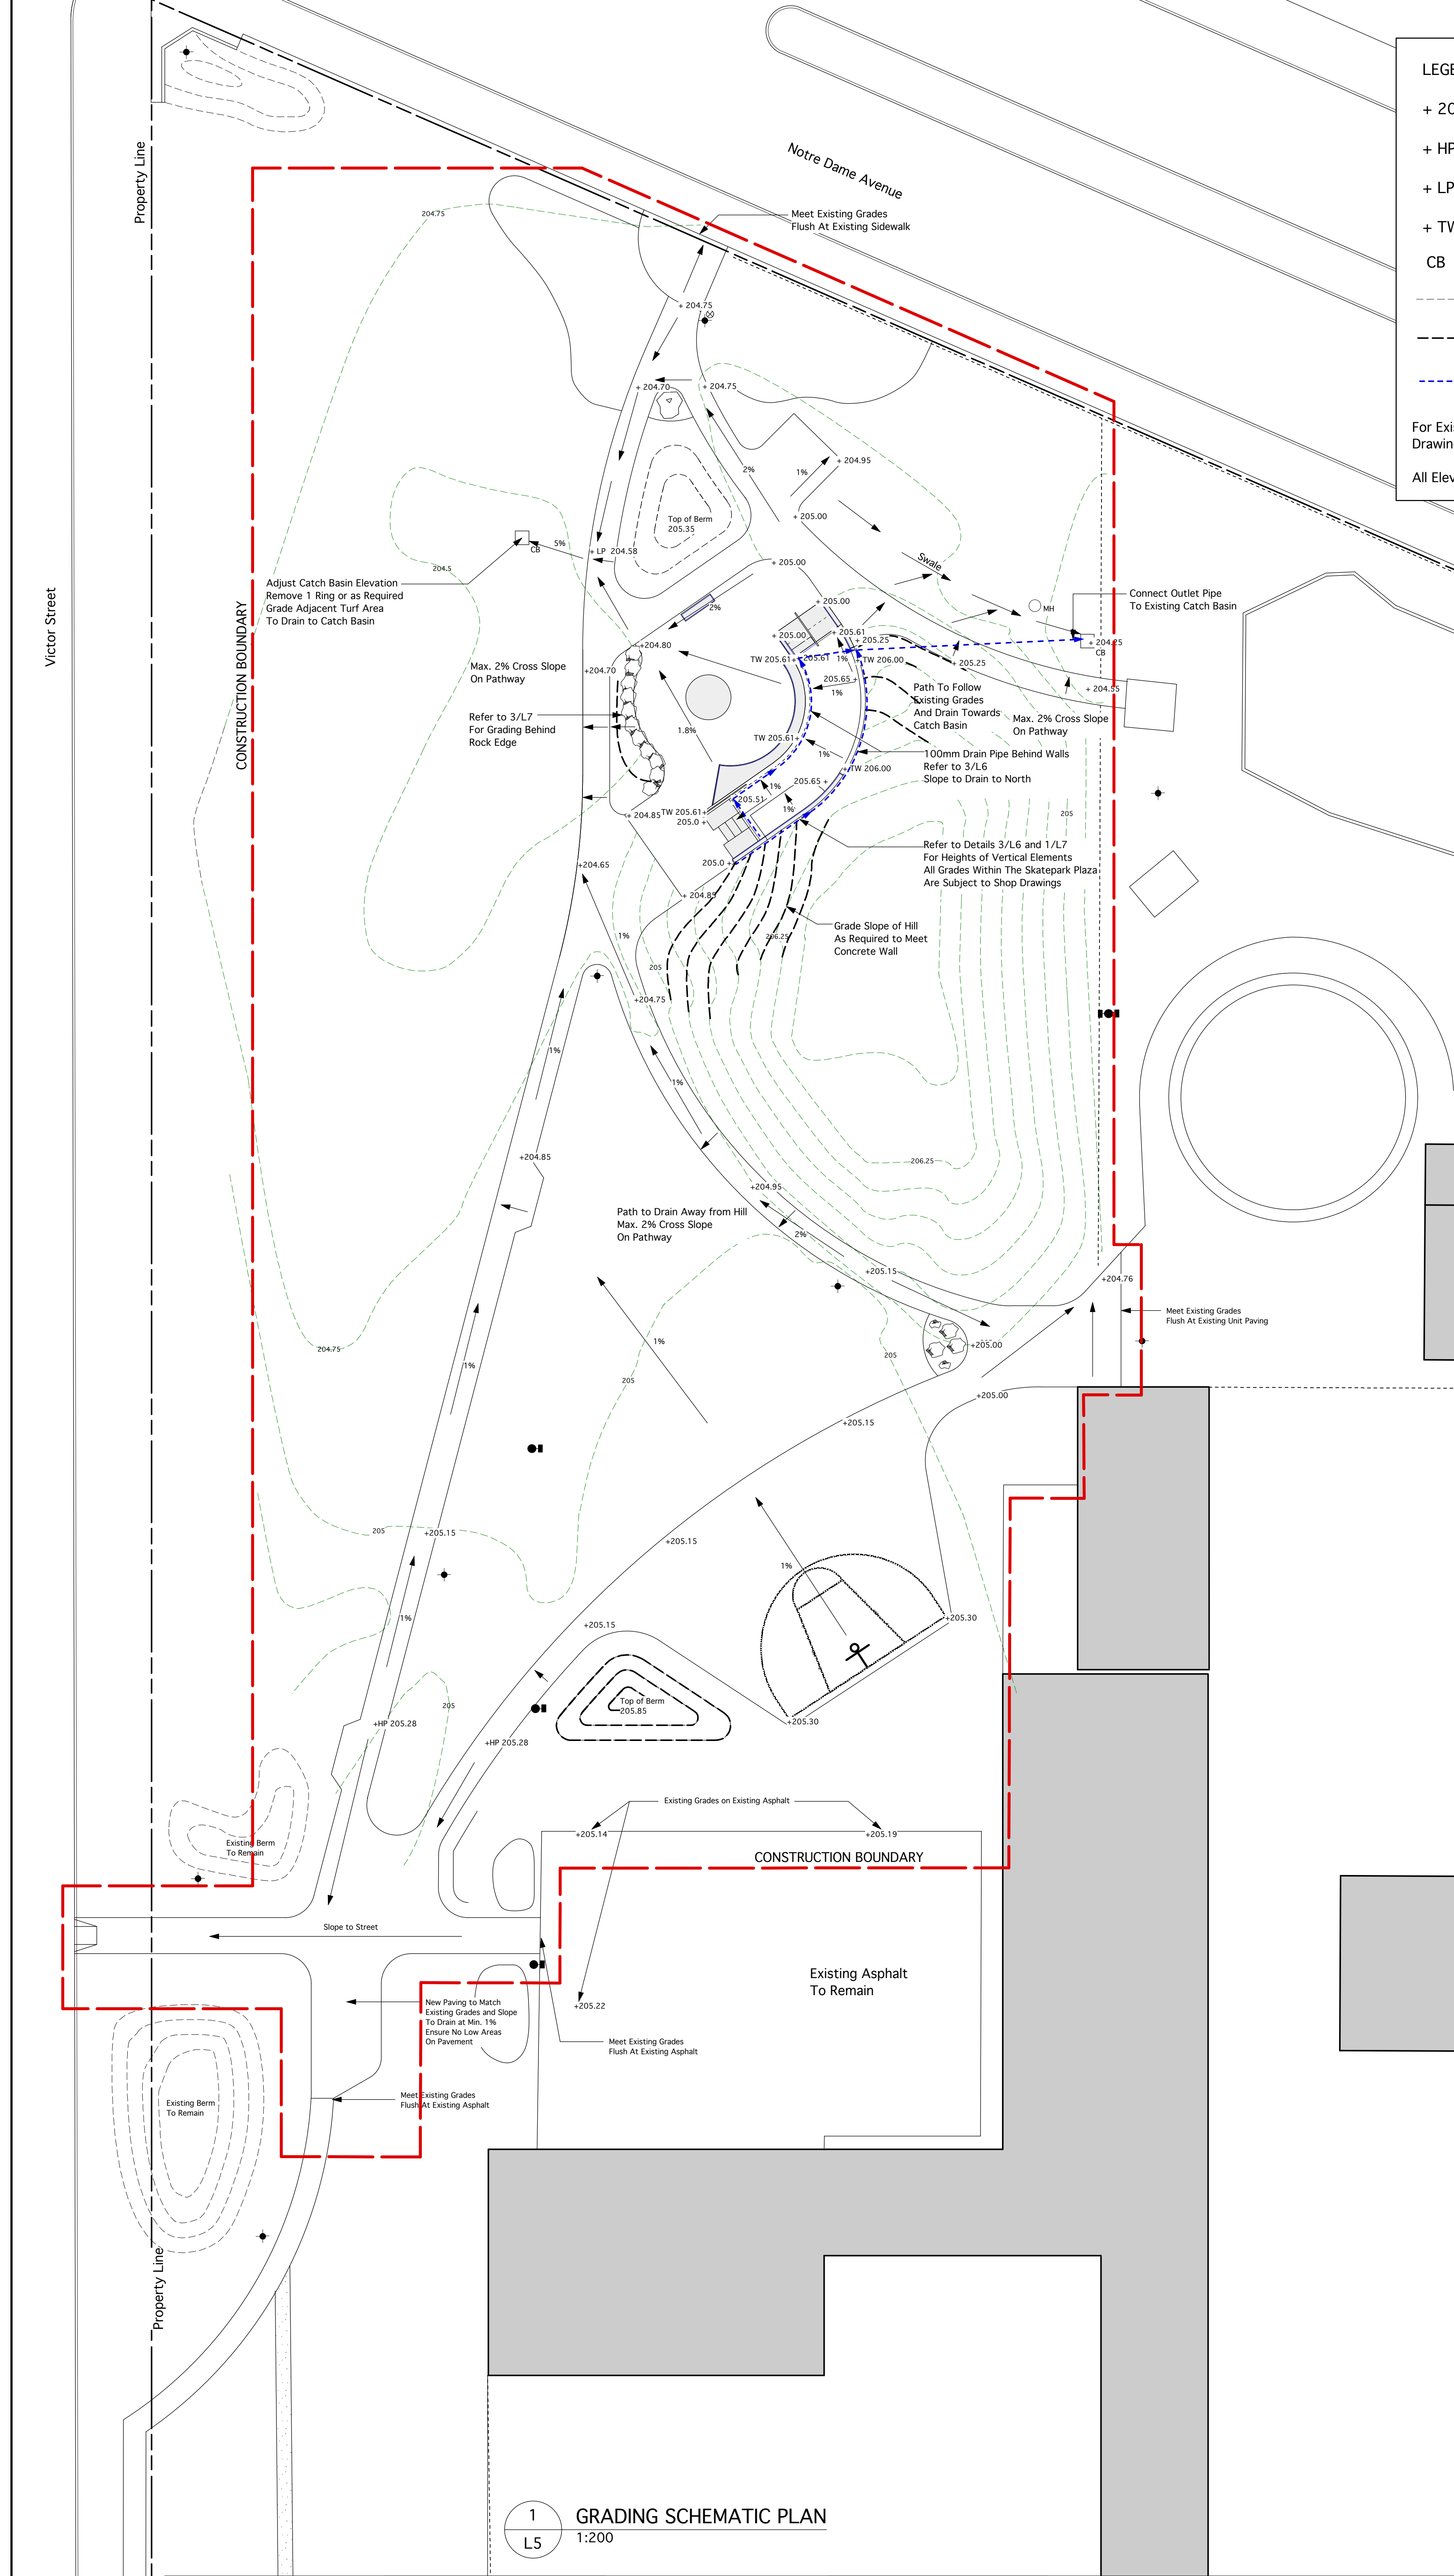 LEGE
+ 20
+ HP
+ LP
+ TW
CB
For Exis
Drawing
All Elev
Property Line
Notre Dame Avenue
Meet Existing Grades
Flush At Existing Sidewalk
204.75
+ 204.75
+ 204.70
+ 204.75
2%
1%
+ 204.95
Top of Berm
205.35
+ 205.00
CB
5%
+ LP 204.58
204.5
Swale
+ 205.00
Adjust Catch Basin Elevation
Remove 1 Ring or as Required
Grade Adjacent Turf Area
To Drain to Catch Basin
Victor Street
CONSTRUCTION BOUNDARY
Connect Outlet Pipe
To Existing Catch Basin
MH
2%
+ 205.00
+ 205.00
+ 205.61
+ 205.25
+ 204.25
CB
+204.80
TW 205.61+
205.61
1%
+ TW 206.00
+ 205.25
Max. 2% Cross Slope
On Pathway
+204.70
205.65 +
1%
Path To Follow
Existing Grades
And Drain Towards
Catch Basin
+ 204.55
Max. 2% Cross Slope
On Pathway
Refer to 3/L7
For Grading Behind
Rock Edge
1.8%
TW 205.61+
1%
100mm Drain Pipe Behind Walls
Refer to 3/L6
Slope to Drain to North
+ TW 206.00
205.65 +
1%
205.51
1%
+ 204.85
TW 205.61+
205.0 +
205
Refer to Details 3/L6 and 1/L7
For Heights of Vertical Elements
All Grades Within The Skatepark Plaza
Are Subject to Shop Drawings
+204.65
205.0 +
+ 204.85
1%
Grade Slope of Hill
As Required to Meet
Concrete Wall
206.25
205
+204.75
1%
1%
+204.85
206.25
+204.95
Path to Drain Away from Hill
Max. 2% Cross Slope
On Pathway
2%
+205.15
+204.76
Meet Existing Grades
Flush At Existing Unit Paving
204.75
1%
+205.00
205
1%
205
+205.00
+205.15
205
+205.15
+205.15
1%
1%
+205.15
+205.30
Top of Berm
205.85
205
+HP 205.28
+205.30
+HP 205.28
Existing Grades on Existing Asphalt
+205.14
+205.19
Existing Berm
To Remain
CONSTRUCTION BOUNDARY
Slope to Street
Existing Asphalt
To Remain
New Paving to Match
Existing Grades and Slope
To Drain at Min. 1%
Ensure No Low Areas
On Pavement
+205.22
Meet Existing Grades
Flush At Existing Asphalt
Meet Existing Grades
Flush At Existing Asphalt
Existing Berm
To Remain
Property Line
1
L5
GRADING SCHEMATIC PLAN
1:200